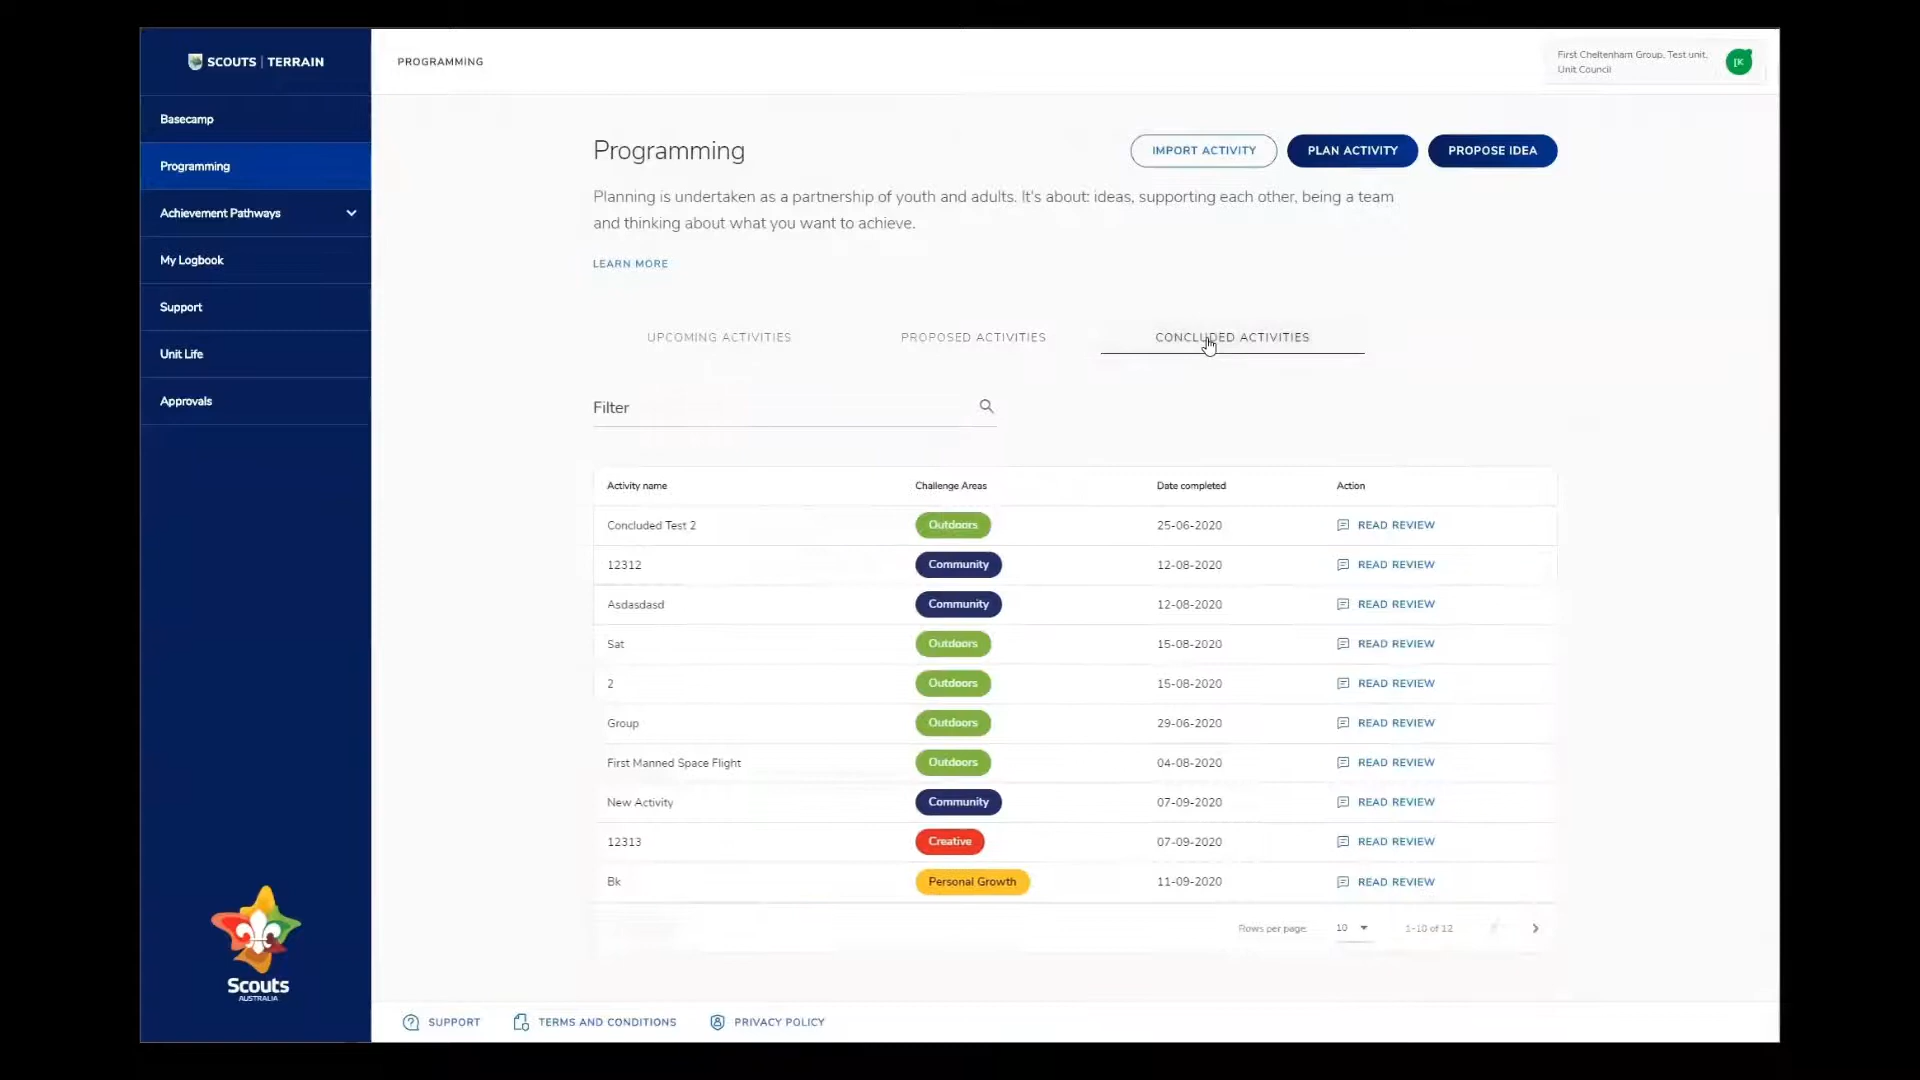 SCOUTS | TERRAIN
PROGRAMMING
First Cheltenham Group, Test unit,
Unit Council
[K
Basecamp
Programming
Achievement Pathways
My Logbook
Support
Unit Life
Approvals
Scouts
AUSTRALIA
Programming
IMPORT ACTIVITY
PLAN ACTIVITY
PROPOSE IDEA
Planning is undertaken as a partnership of youth and adults. It's about: ideas, supporting each other, being a team
and thinking about what you want to achieve.
LEARN MORE
UPCOMING ACTIVITIES
PROPOSED ACTIVITIES
CONCLUDED ACTIVITIES
Filter
Activity name Challenge Areas Date completed Action
Concluded Test 2 Outdoors 25-06-2020 READ REVIEW
12312 Community 12-08-2020 READ REVIEW
Asdasdasd Community 12-08-2020 READ REVIEW
Sat Outdoors 15-08-2020 READ REVIEW
2 Outdoors 15-08-2020 READ REVIEW
Group Outdoors 29-06-2020 READ REVIEW
First Manned Space Flight Outdoors 04-08-2020 READ REVIEW
New Activity Community 07-09-2020 READ REVIEW
12313 Creative 07-09-2020 READ REVIEW
Bk Personal Growth 11-09-2020 READ REVIEW
Rows per page: 10 1-10 of 12
SUPPORT
TERMS AND CONDITIONS
PRIVACY POLICY